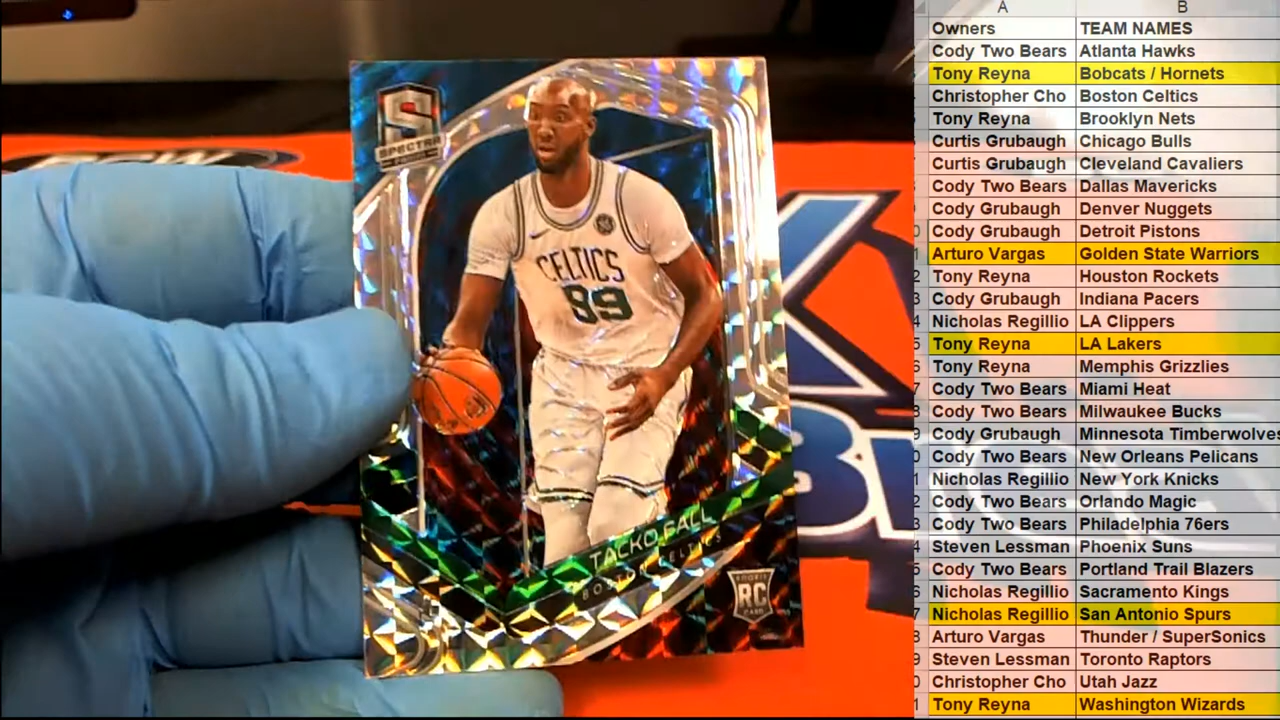 SPECTRA
CELTICS
99
TACKO FALL
BOSTON CELTICS
ROOKIE
RC
CARD
A B
Owners TEAM NAMES
Cody Two Bears Atlanta Hawks
Tony Reyna Bobcats / Hornets
Christopher Cho Boston Celtics
Tony Reyna Brooklyn Nets
Curtis Grubaugh Chicago Bulls
Curtis Grubaugh Cleveland Cavaliers
Cody Two Bears Dallas Mavericks
Cody Grubaugh Denver Nuggets
Cody Grubaugh Detroit Pistons
Arturo Vargas Golden State Warriors
Tony Reyna Houston Rockets
Cody Grubaugh Indiana Pacers
Nicholas Regillio LA Clippers
Tony Reyna LA Lakers
Tony Reyna Memphis Grizzlies
Cody Two Bears Miami Heat
Cody Two Bears Milwaukee Bucks
Cody Grubaugh Minnesota Timberwolves
Cody Two Bears New Orleans Pelicans
Nicholas Regillio New York Knicks
Cody Two Bears Orlando Magic
Cody Two Bears Philadelphia 76ers
Steven Lessman Phoenix Suns
Cody Two Bears Portland Trail Blazers
Nicholas Regillio Sacramento Kings
Nicholas Regillio San Antonio Spurs
Arturo Vargas Thunder / SuperSonics
Steven Lessman Toronto Raptors
Christopher Cho Utah Jazz
Tony Reyna Washington Wizards